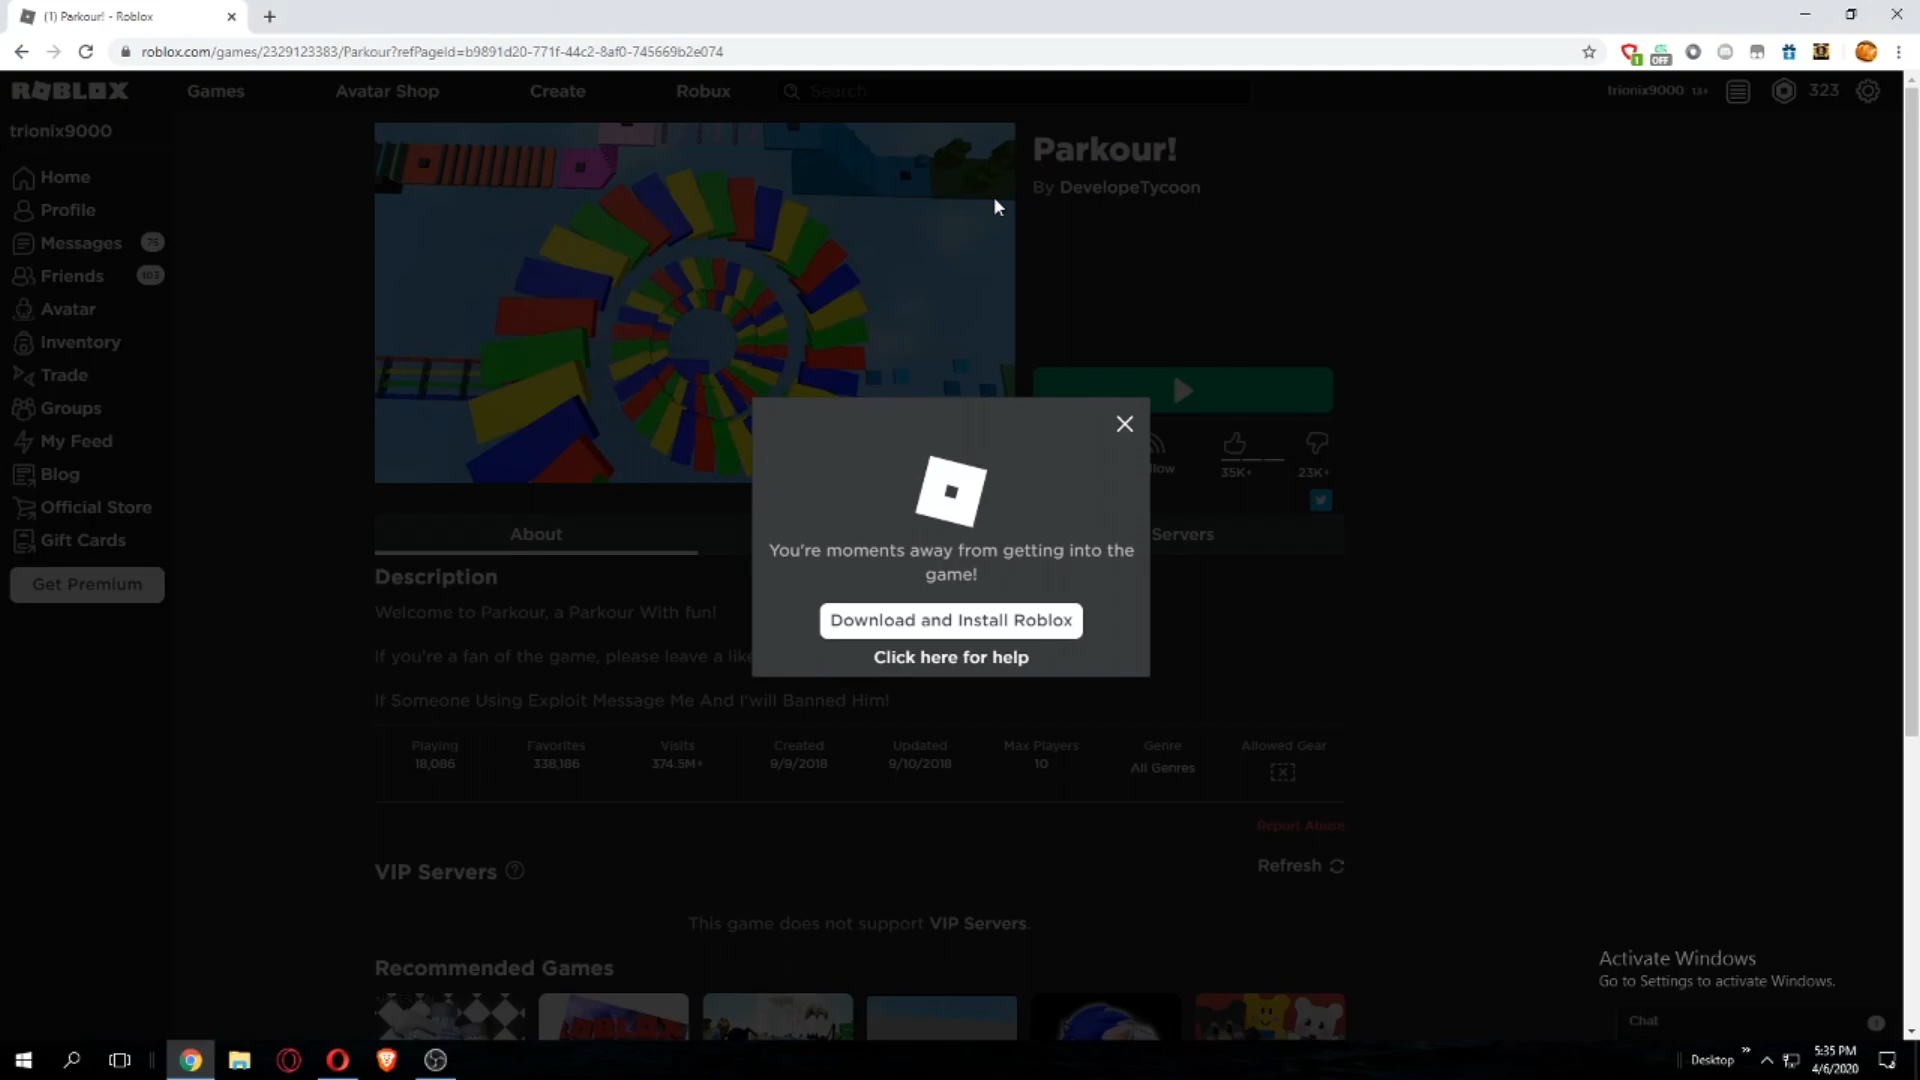 (1) Parkour! - Roblox
roblox.com/games/2329123383/Parkour?refPageId=b9891d20-771f-44c2-8af0-745669b2e074
1
OFF
ROBLOX
Games
Avatar Shop
Create
Robux
Search
trionix9000 13+
323
trionix9000
Home
Profile
Messages
75
Friends
103
Avatar
Inventory
Trade
Groups
My Feed
Blog
Official Store
Gift Cards
Get Premium
Parkour!
By DevelopeTycoon
llow
35K+
23K+
You're moments away from getting into the
game!
Download and Install Roblox
Click here for help
About
Servers
Description
Welcome to Parkour, a Parkour With fun!
If you're a fan of the game, please leave a like
If Someone Using Exploit Message Me And I'will Banned Him!
Playing
Favorites
Visits
Created
Updated
Max Players
Genre
Allowed Gear
18,086
338,186
374.5M+
9/9/2018
9/10/2018
10
All Genres
Report Abuse
VIP Servers
Refresh
This game does not support VIP Servers.
Recommended Games
Activate Windows
Go to Settings to activate Windows.
Chat
Desktop
5:35 PM
4/6/2020